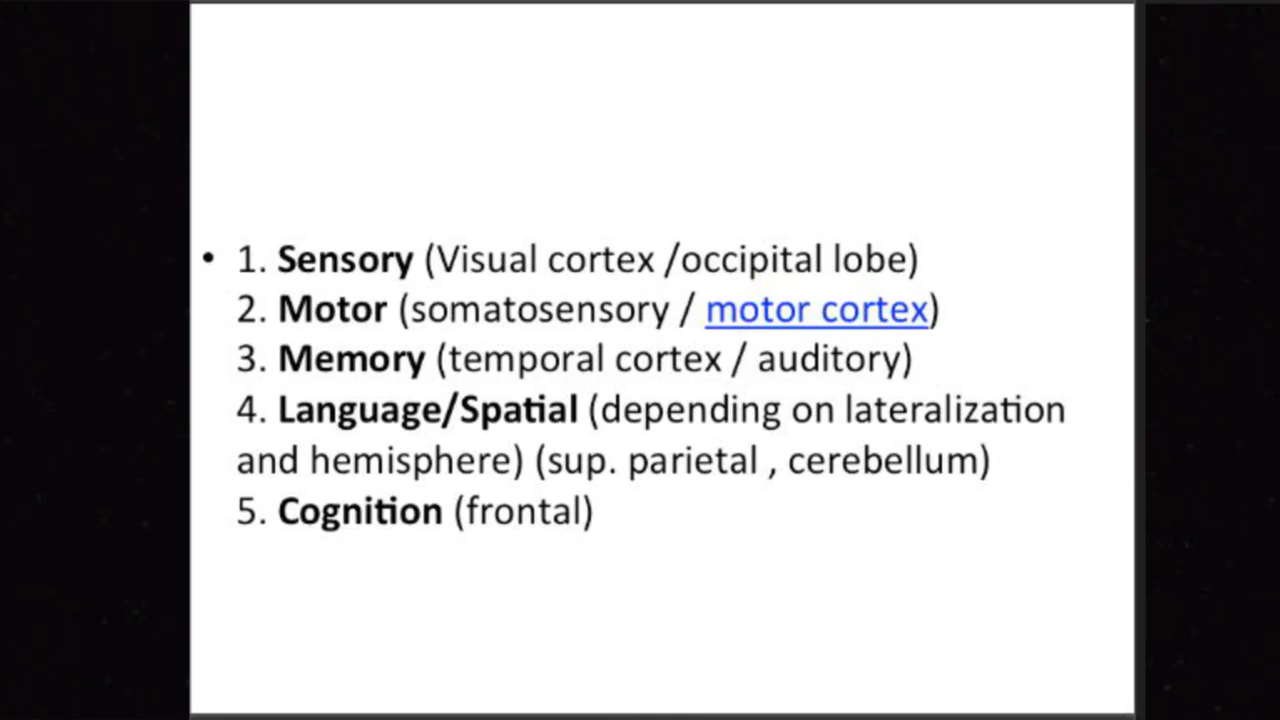 • 1. Sensory (Visual cortex /occipital lobe)
2. Motor (somatosensory / motor cortex)
3. Memory (temporal cortex / auditory)
4. Language/Spatial (depending on lateralization
and hemisphere) (sup. parietal , cerebellum)
5. Cognition (frontal)